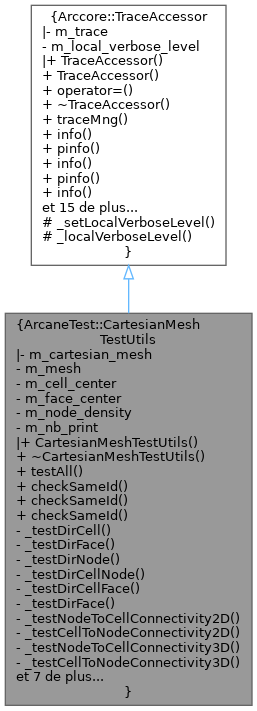 {Arccore::TraceAccessor
|- m_trace
- m_local_verbose_level
|+ TraceAccessor()
+ TraceAccessor()
+ operator=()
+ ~TraceAccessor()
+ traceMng()
+ info()
+ pinfo()
+ info()
+ pinfo()
+ info()
et 15 de plus...
# _setLocalVerboseLevel()
# _localVerboseLevel()
}
{ArcaneTest::CartesianMesh
TestUtils
|- m_cartesian_mesh
- m_mesh
- m_cell_center
- m_face_center
- m_node_density
- m_nb_print
|+ CartesianMeshTestUtils()
+ ~CartesianMeshTestUtils()
+ testAll()
+ checkSameId()
+ checkSameId()
+ checkSameId()
- _testDirCell()
- _testDirFace()
- _testDirNode()
- _testDirCellNode()
- _testDirCellFace()
- _testDirFace()
- _testNodeToCellConnectivity2D()
- _testCellToNodeConnectivity2D()
- _testNodeToCellConnectivity3D()
- _testCellToNodeConnectivity3D()
et 7 de plus...
}